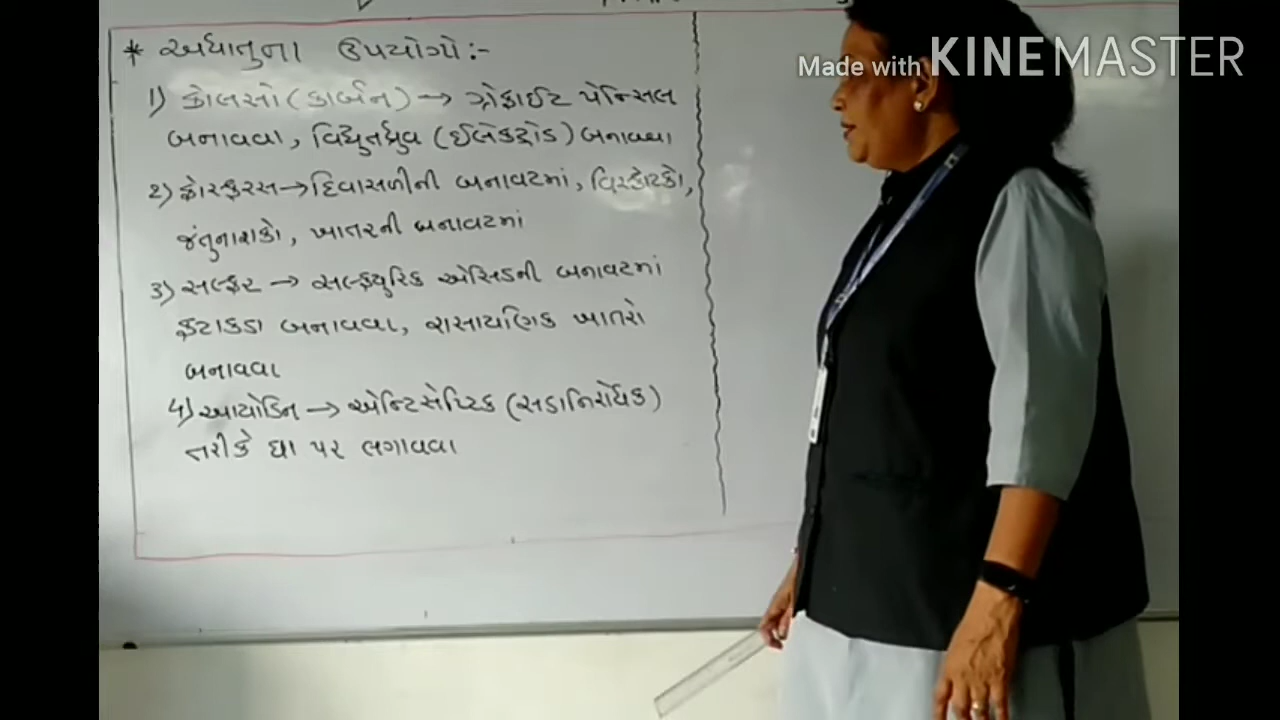 * અધાતુના ઉપયોગો :-
Made with KINEMASTER
1) કોલસો (કાર્બન) → ગ્રેફાઈટ પેન્સિલ
બનાવવા, વિદ્યુતધ્રુવ (ઈલેકટ્રોડ) બનાવવા
2) ફોસ્ફરસ → દિવાસળીની બનાવટમાં, વિસ્ફોટકો,
જંતુનાશકો, ખાતરની બનાવટમાં
3) સલ્ફર → સલ્ફ્યુરિક એસિડની બનાવટમાં
ફટાકડા બનાવવા, રાસાયણિક ખાતરો
બનાવવા
4) આયોડિન → એન્ટિસેપ્ટિક (સડાનિરોધક)
તરીકે ઘા પર લગાવવા